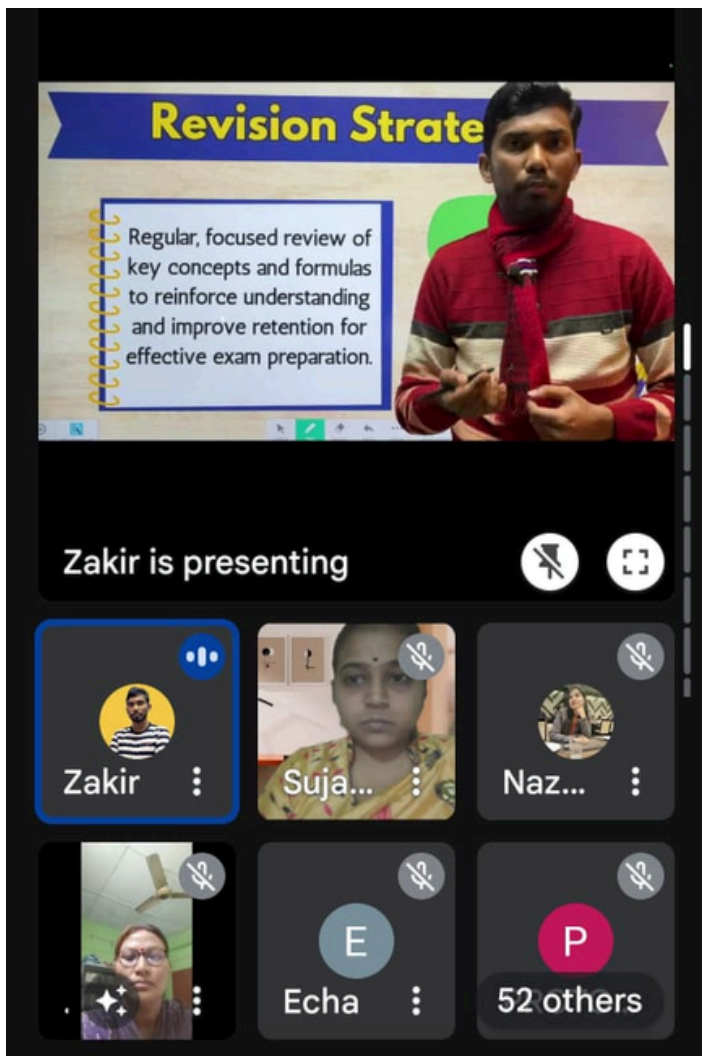 Revision Strate
Regular, focused review of
key concepts and formulas
to reinforce understanding
and improve retention for
effective exam preparation.
Zakir is presenting
Zakir
Suja...
Naz...
E
Echa
P
52 others